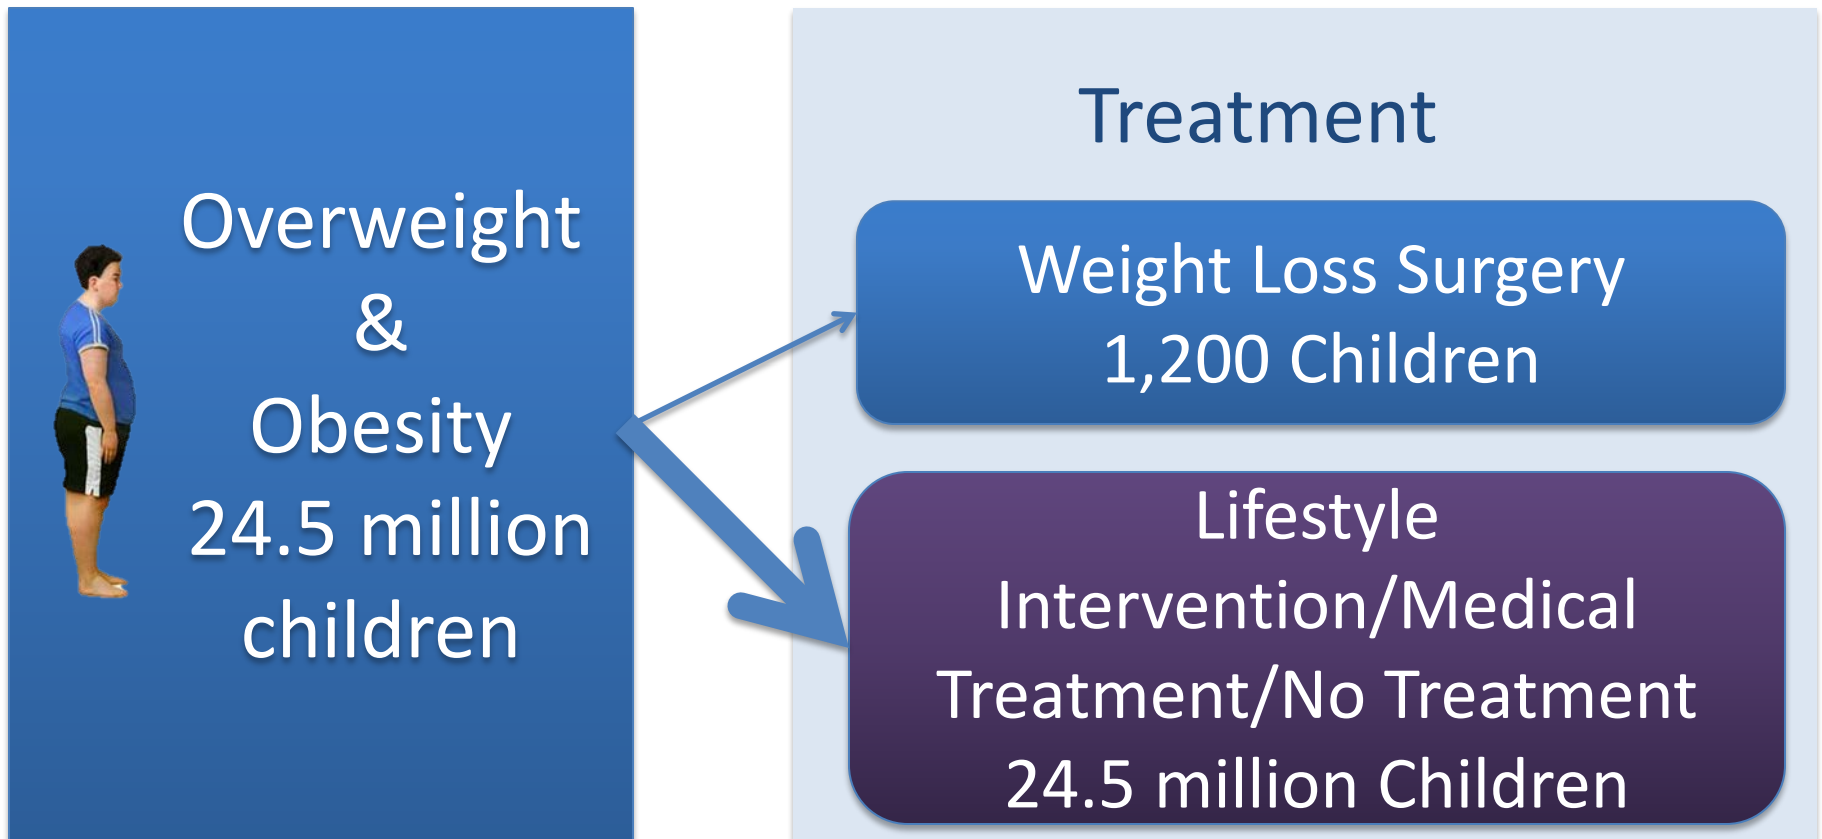 Overweight
&
Obesity
24.5 million
children
Treatment
Weight Loss Surgery
1,200 Children
Lifestyle
Intervention/Medical
Treatment/No Treatment
24.5 million Children